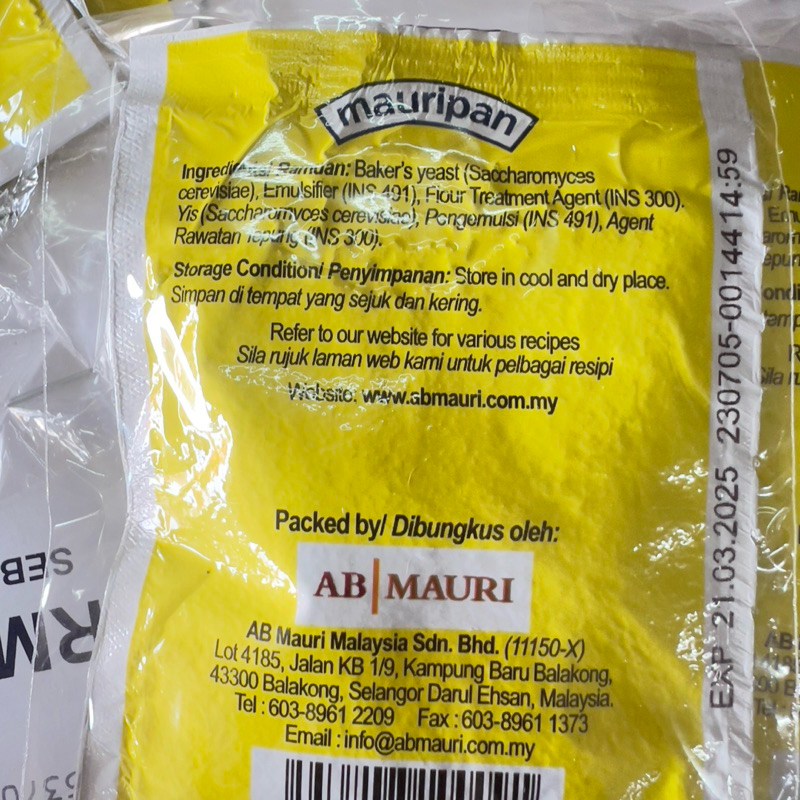 mauripan
Ingredients/ Ramuan: Baker's yeast (Saccharomyces
cerevisiae), Emulsifier (INS 491), Flour Treatment Agent (INS 300).
Yis (Saccharomyces cerevisiae), Pengemulsi (INS 491), Agent
Rawatan Tepung (INS 300).
Storage Condition/ Penyimpanan: Store in cool and dry place.
Simpan di tempat yang sejuk dan kering.
Refer to our website for various recipes
Sila rujuk laman web kami untuk pelbagai resipi
Website: www.abmauri.com.my
Packed by/ Dibungkus oleh:
AB MAURI
AB Mauri Malaysia Sdn. Bhd. (11150-X)
Lot 4185, Jalan KB 1/9, Kampung Baru Balakong,
43300 Balakong, Selangor Darul Ehsan, Malaysia.
Tel : 603-8961 2209 Fax : 603-8961 1373
Email : info@abmauri.com.my
EXP 21.03.2025 230705-0014414:59